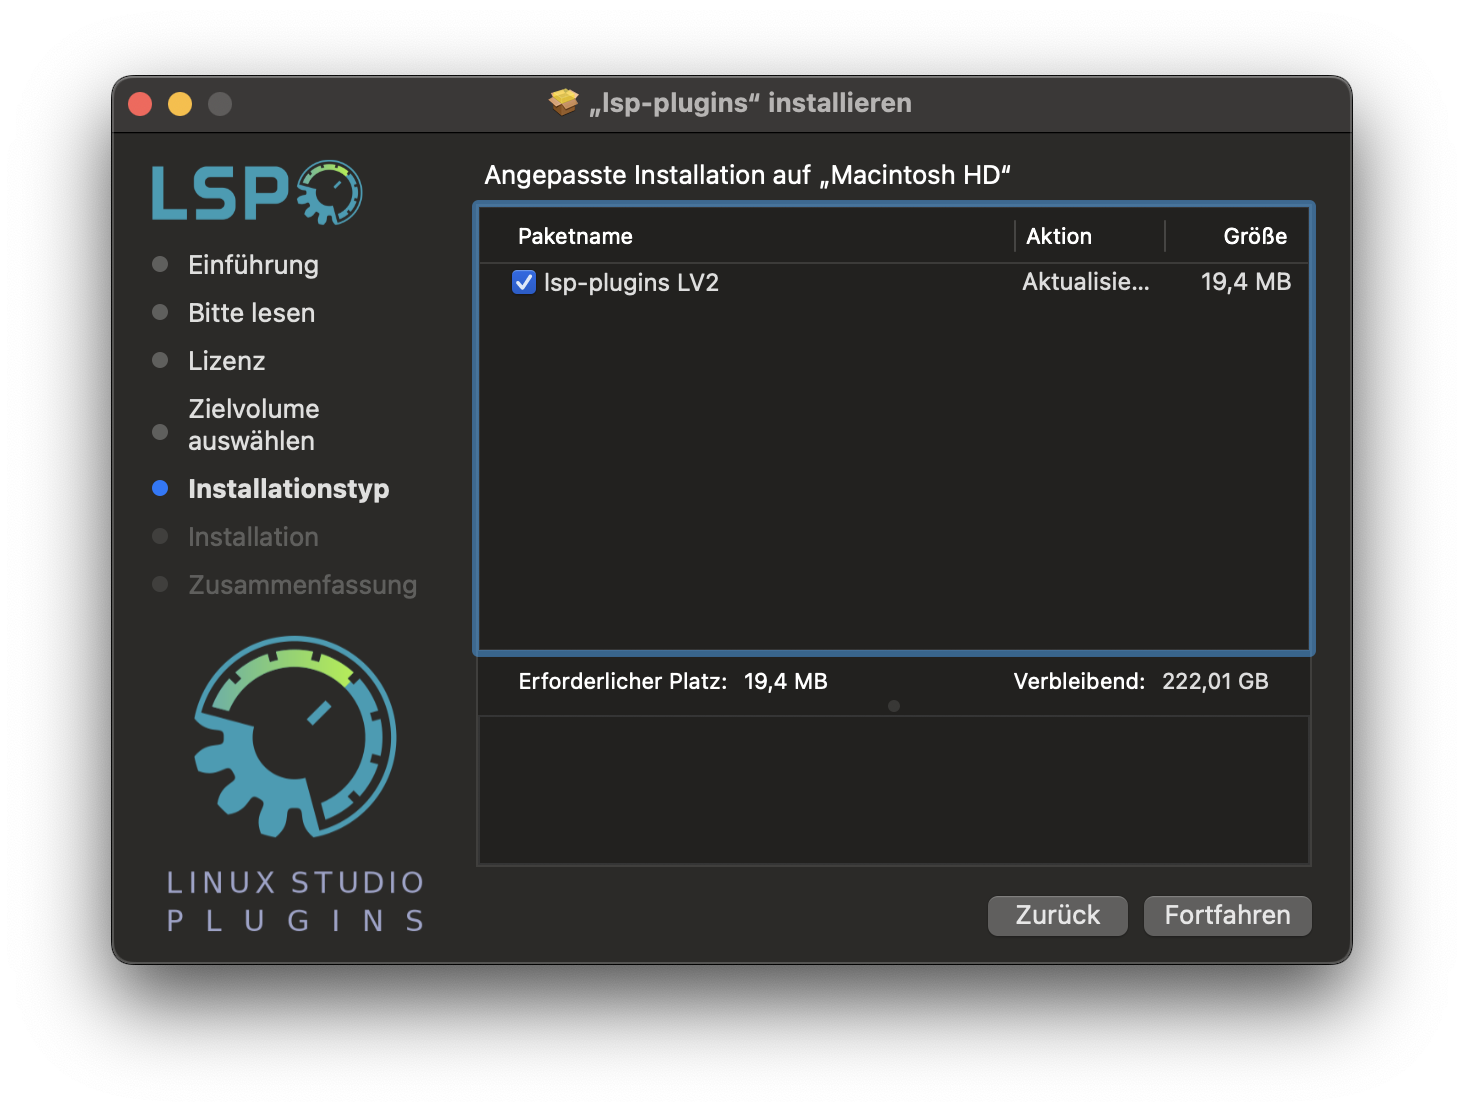 „lsp-plugins“ installieren
LSP
Angepasste Installation auf „Macintosh HD“
Einführung
Bitte lesen
Lizenz
Zielvolume
auswählen
Installationstyp
Installation
Zusammenfassung
Paketname Aktion Größe
lsp-plugins LV2 Aktualisie... 19,4 MB
Erforderlicher Platz: 19,4 MB Verbleibend: 222,01 GB
LINUX STUDIO
PLUGINS
Zurück Fortfahren